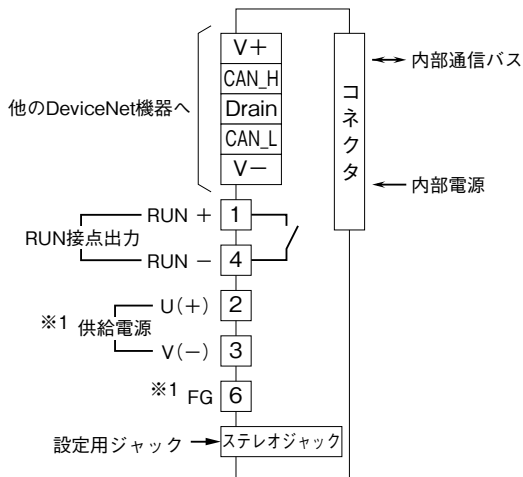 V+
CAN_H
Drain
CAN_L
V−
他のDeviceNet機器へ
コネクタ
内部通信バス
内部電源
RUN + 1
RUN接点出力
RUN − 4
U(+) 2
※1 供給電源
V(−) 3
※1 FG 6
設定用ジャック ステレオジャック